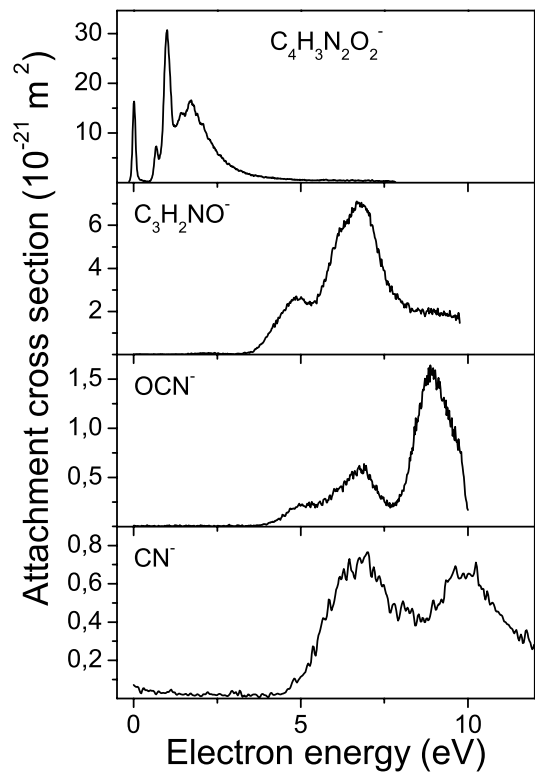 Attachment cross section (10⁻²¹ m²)
30
20
10
C₄H₃N₂O₂⁻
6
4
2
C₃H₂NO⁻
1,5
1,0
0,5
OCN⁻
0,8
0,6
0,4
0,2
CN⁻
0 5 10
Electron energy (eV)